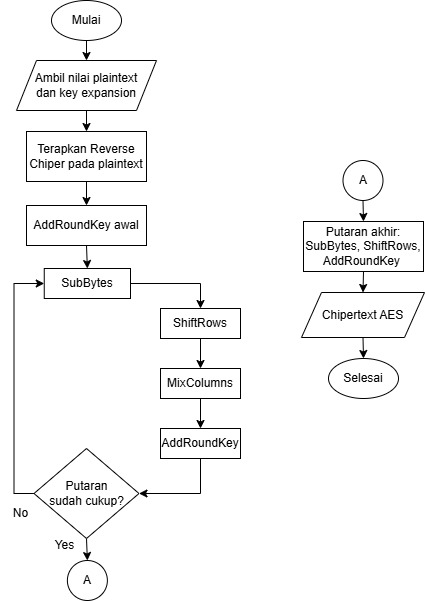 Mulai
Ambil nilai plaintext
dan key expansion
Terapkan Reverse
Chiper pada plaintext
AddRoundKey awal
SubBytes
ShiftRows
MixColumns
AddRoundKey
Putaran
sudah cukup?
No
Yes
A
A
Putaran akhir:
SubBytes, ShiftRows,
AddRoundKey
Chipertext AES
Selesai